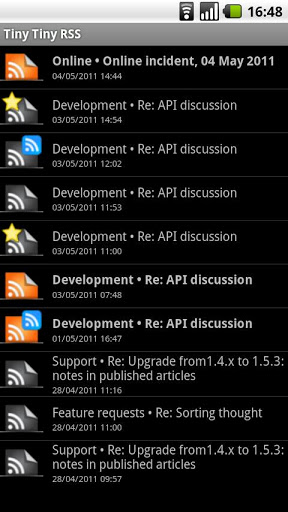 16:48
Tiny Tiny RSS
Online • Online incident, 04 May 2011
04/05/2011 14:44
Development • Re: API discussion
03/05/2011 14:54
Development • Re: API discussion
03/05/2011 12:02
Development • Re: API discussion
03/05/2011 11:53
Development • Re: API discussion
03/05/2011 11:00
Development • Re: API discussion
03/05/2011 07:48
Development • Re: API discussion
01/05/2011 16:47
Support • Re: Upgrade from1.4.x to 1.5.3:
notes in published articles
28/04/2011 11:16
Feature requests • Re: Sorting thought
28/04/2011 11:00
Support • Re: Upgrade from1.4.x to 1.5.3:
notes in published articles
28/04/2011 09:57